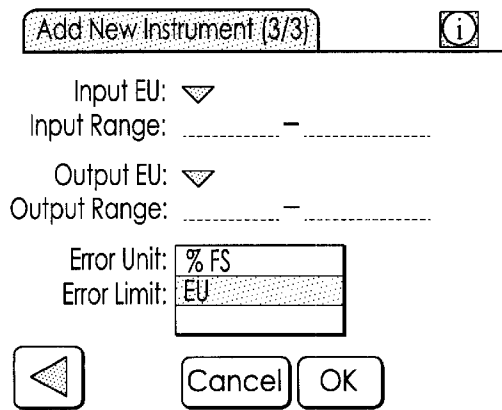 Add New Instrument (3/3) i
Input EU:
Input Range: –
Output EU:
Output Range: –
Error Unit: % FS
Error Limit: EU
Cancel OK